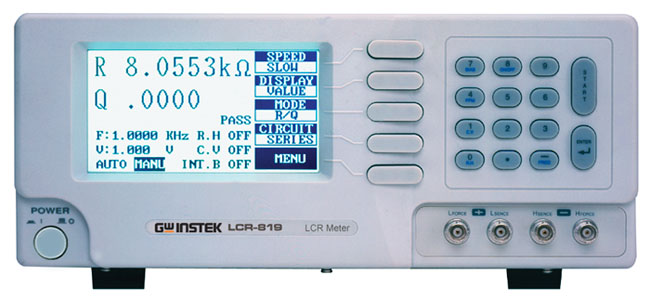 R 8.0553kΩ
Q .0000
PASS
F:1.0000 KHz R.H OFF
V:1.000 V C.V OFF
AUTO MANU INT.B OFF
SPEED
SLOW
DISPLAY
VALUE
MODE
R/Q
CIRCUIT
SERIES
MENU
7 8 9
4 5 6
1 2 3
0 • −
START
ENTER
POWER
I O
GWINSTEK LCR-819 LCR Meter
LFORCE + LSENSE HSENSE − HFORCE